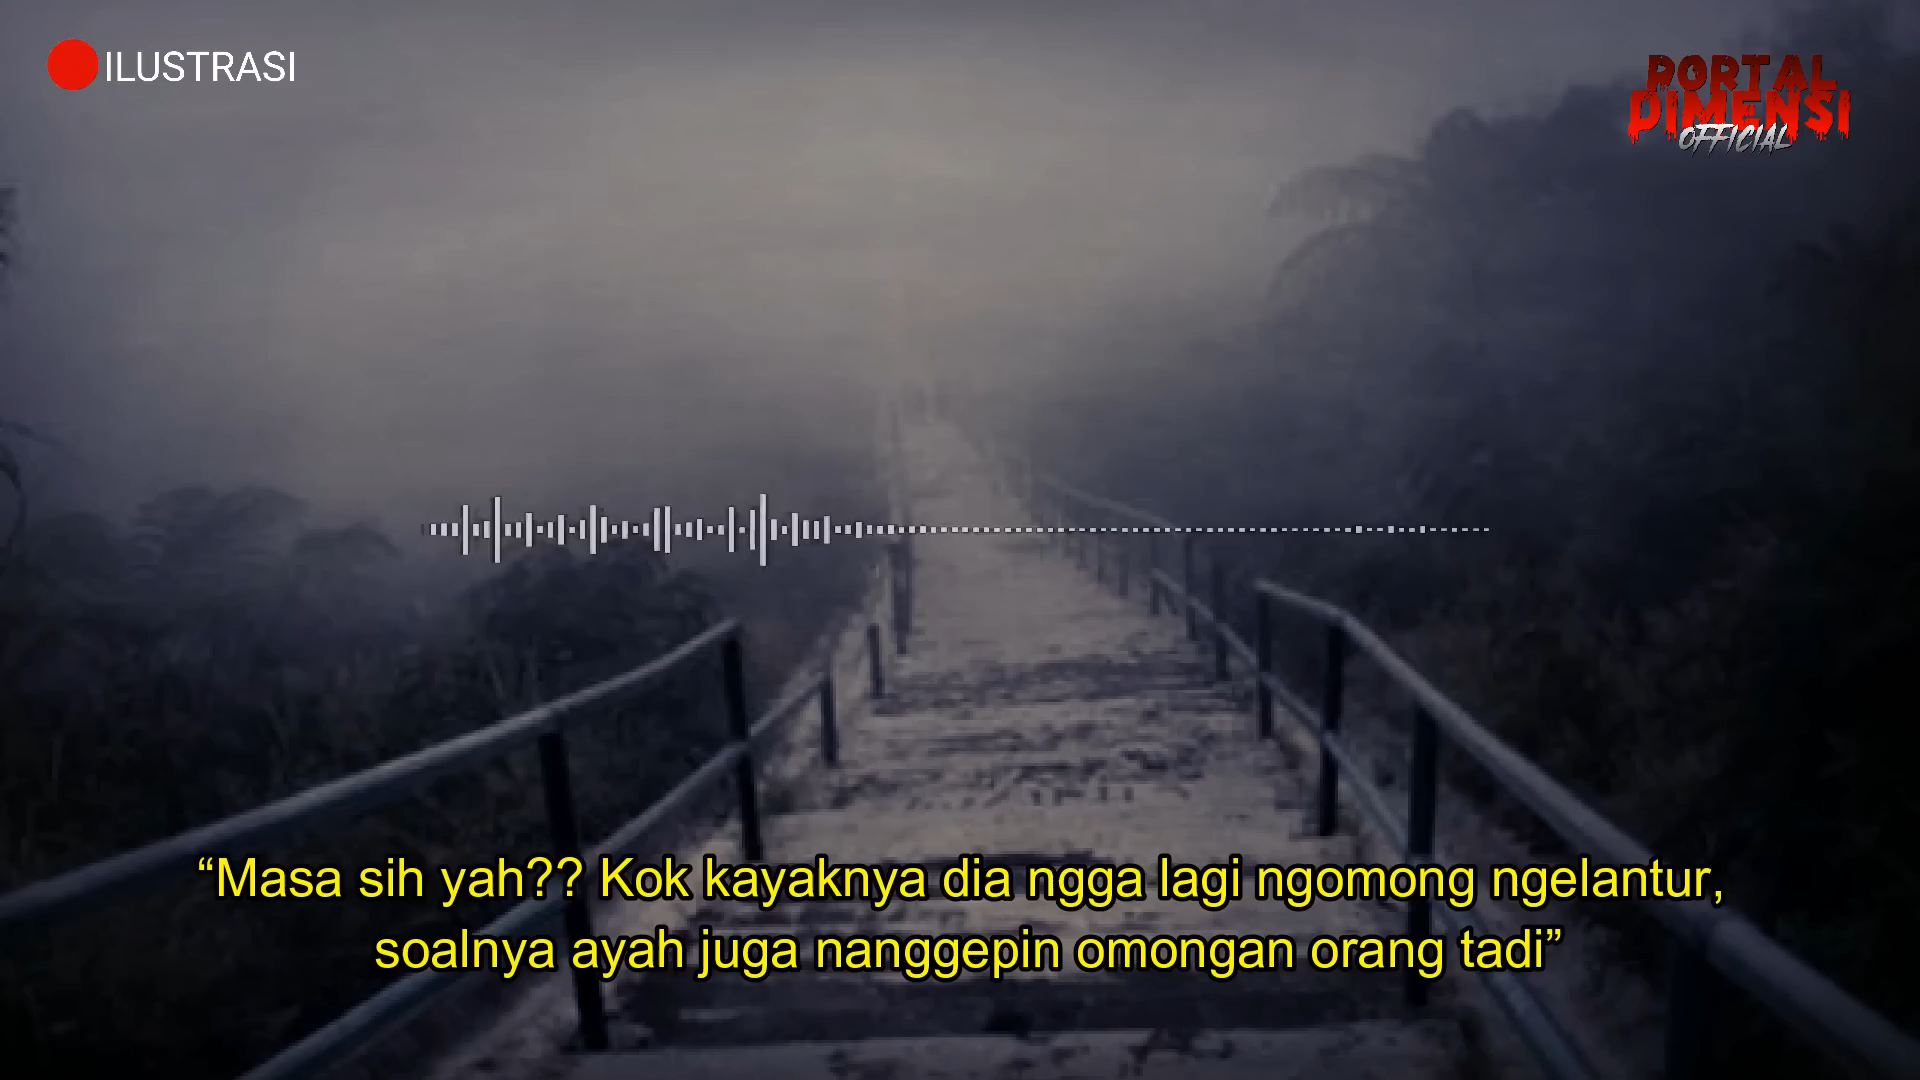 ILUSTRASI
PORTAL
DIMENSI
OFFICIAL
“Masa sih yah?? Kok kayaknya dia ngga lagi ngomong ngelantur,
soalnya ayah juga nanggepin omongan orang tadi”